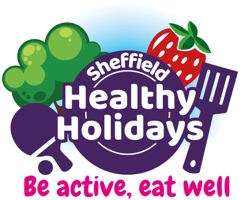 Sheffield
Healthy
Holidays
Be active, eat well